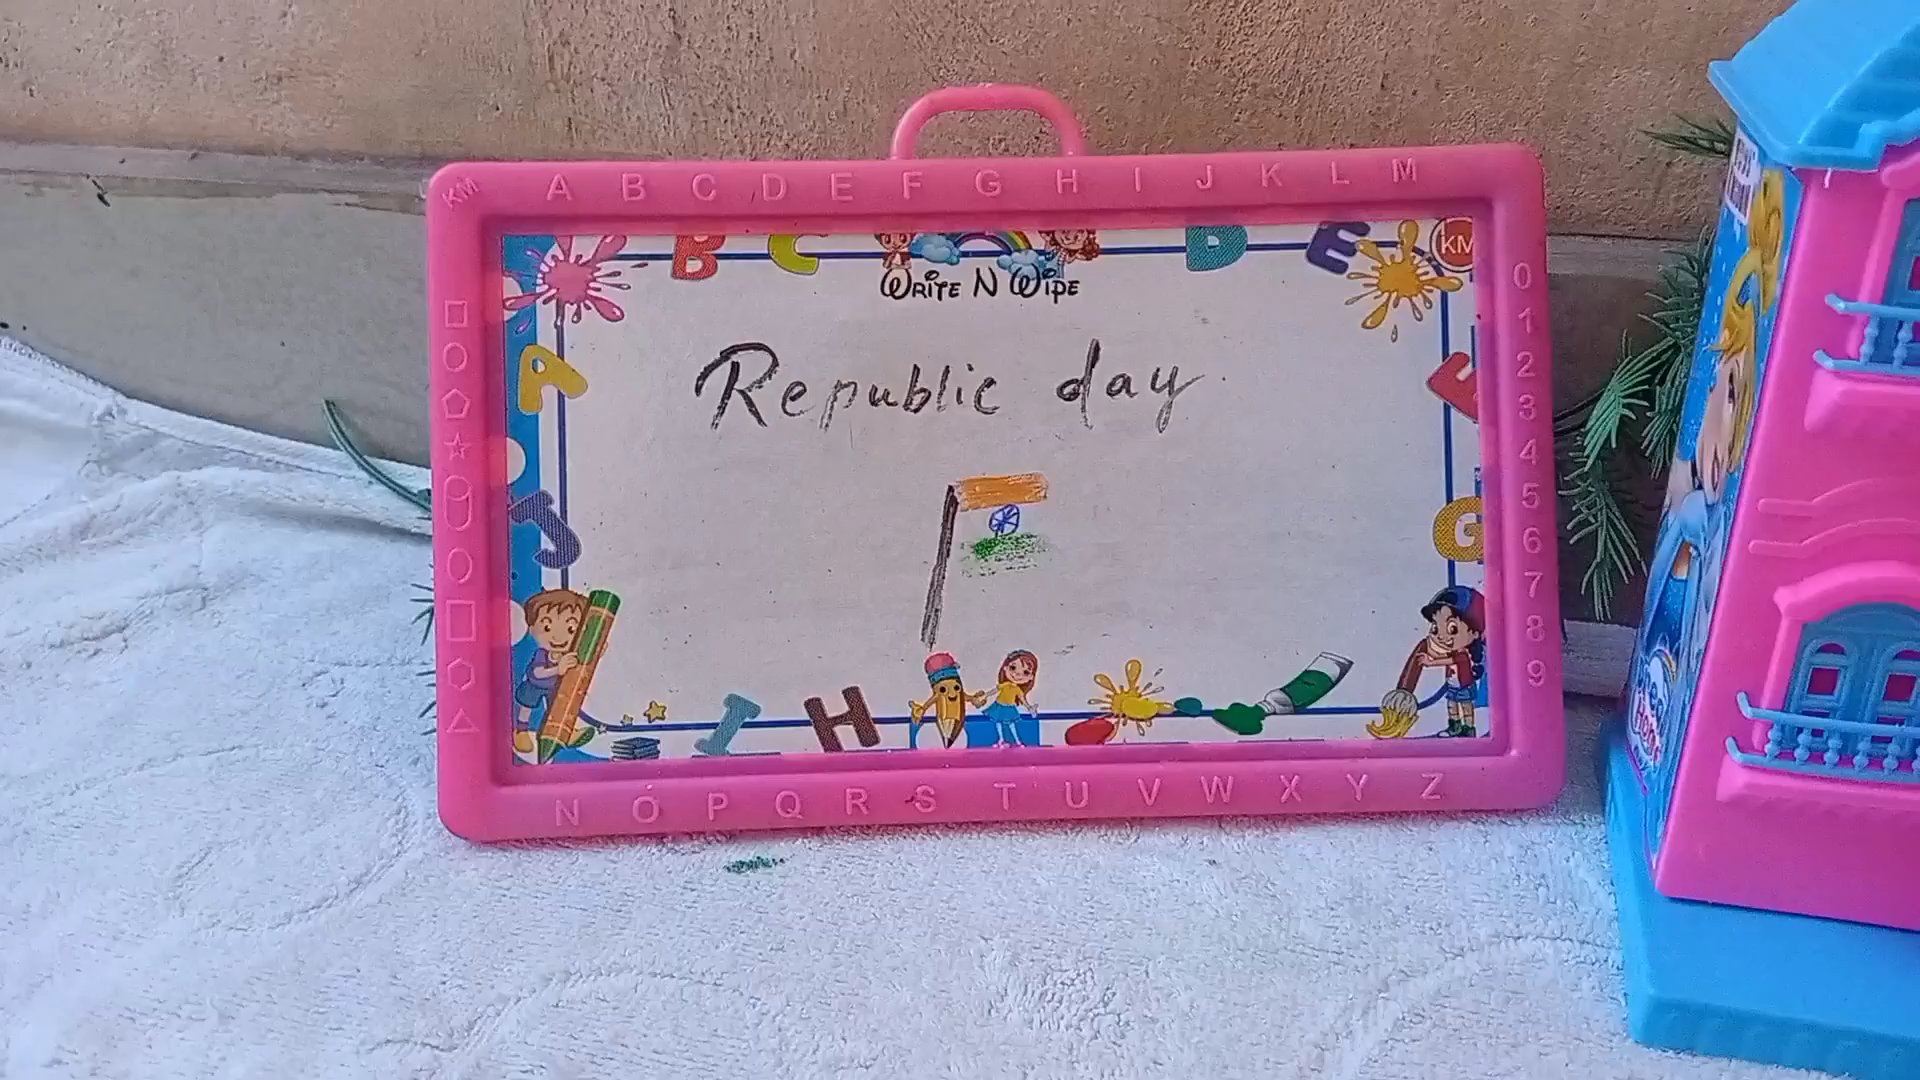 KM A B C D E F G H I J K L M
B C D E KM
WRITE N WIPE
A
Republic day
J
G
I H
0
1
2
3
4
5
6
7
8
9
N O P Q R S T U V W X Y Z